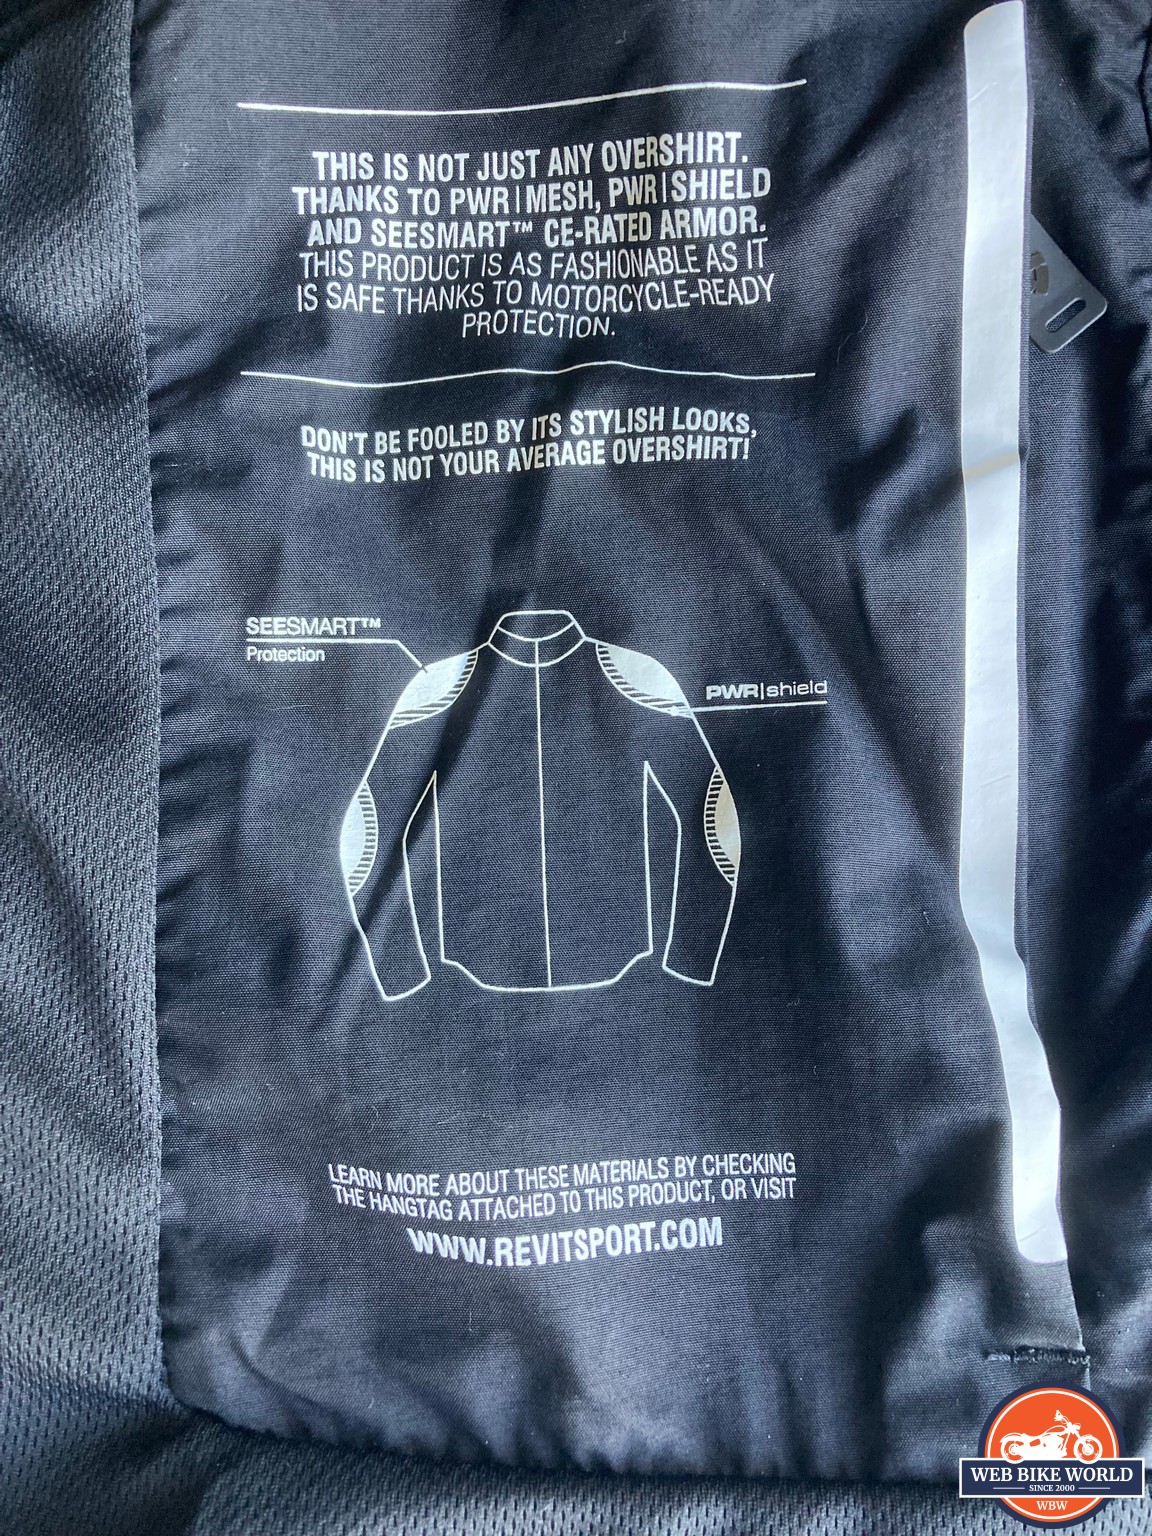 THIS IS NOT JUST ANY OVERSHIRT.
THANKS TO PWR|MESH, PWR|SHIELD
AND SEESMART™ CE-RATED ARMOR.
THIS PRODUCT IS AS FASHIONABLE AS IT
IS SAFE THANKS TO MOTORCYCLE-READY
PROTECTION.
DON'T BE FOOLED BY ITS STYLISH LOOKS,
THIS IS NOT YOUR AVERAGE OVERSHIRT!
SEESMART™
Protection
PWR|shield
LEARN MORE ABOUT THESE MATERIALS BY CHECKING
THE HANGTAG ATTACHED TO THIS PRODUCT, OR VISIT
WWW.REVITSPORT.COM
WEB BIKE WORLD
SINCE 2000
WBW